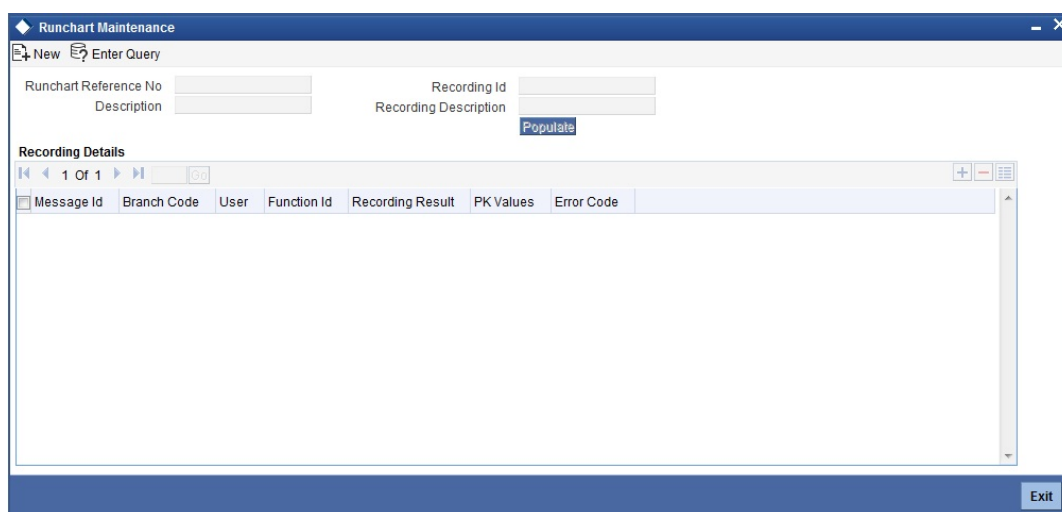 Runchart Maintenance
New Enter Query
Runchart Reference No Recording Id
Description Recording Description
Populate
Recording Details
1 Of 1 Go
Message Id Branch Code User Function Id Recording Result PK Values Error Code
Exit